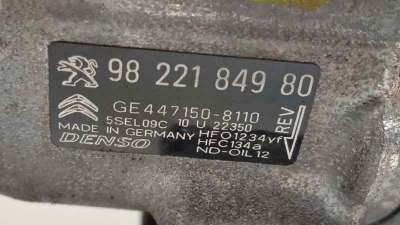 98 221 849 80
GE447150-8110
5SEL09C 10 U 22350
MADE IN GERMANY HFO1234yf
DENSO HFC134a
ND-OIL12
REV